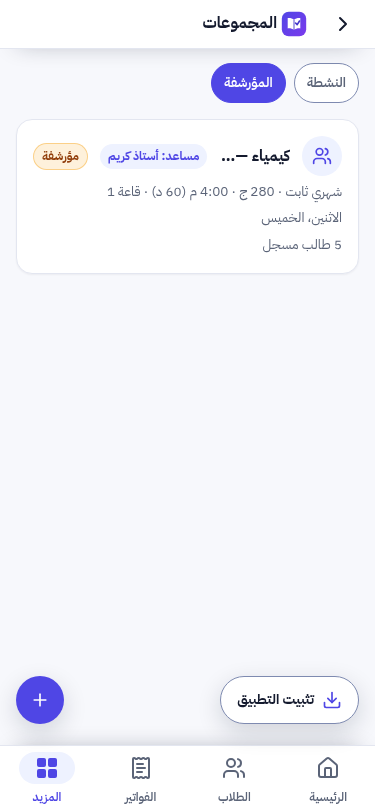 المجموعات
النشطة
المؤرشفة
كيمياء —... مساعد: أستاذ كريم مؤرشفة
شهري ثابت · 280 ج · 4:00 م (60 د) · قاعة 1
الاثنين، الخميس
5 طالب مسجل
تثبيت التطبيق
الرئيسية
الطلاب
الفواتير
المزيد